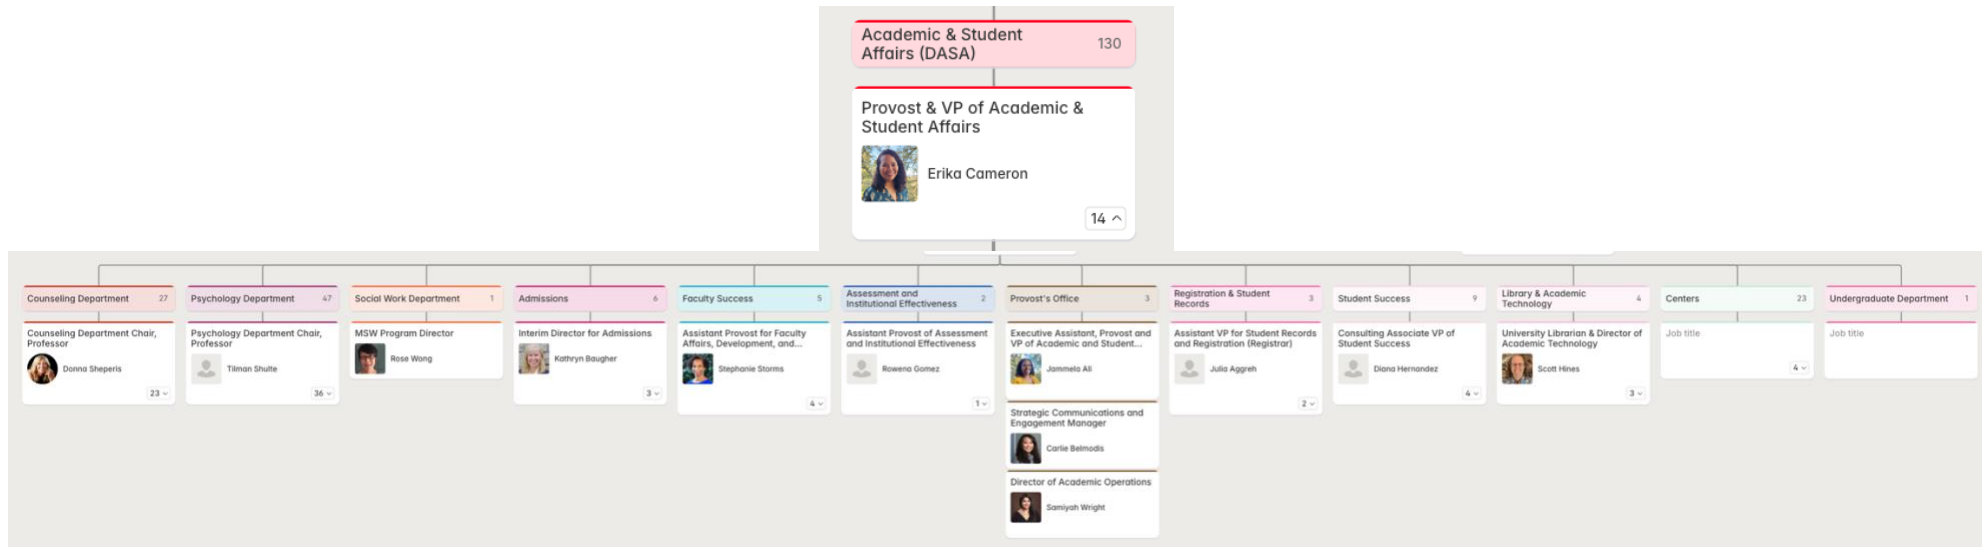 Academic & Student
Affairs (DASA)
130
Provost & VP of Academic &
Student Affairs
Erika Cameron
14
Counseling Department 27
Counseling Department Chair,
Professor
Donna Sheperis
23
Psychology Department 47
Psychology Department Chair,
Professor
Tilman Shulte
36
Social Work Department 1
MSW Program Director
Rose Wong
Admissions 6
Interim Director for Admissions
Kathryn Baugher
3
Faculty Success 5
Assistant Provost for Faculty
Affairs, Development, and...
Stephanie Storms
4
Assessment and
Institutional Effectiveness 2
Assistant Provost of Assessment
and Institutional Effectiveness
Rowena Gomez
1
Provost's Office 3
Executive Assistant, Provost and
VP of Academic and Student...
Jammela Ali
Strategic Communications and
Engagement Manager
Carlie Belmodis
Director of Academic Operations
Samiyah Wright
Registration & Student
Records 3
Assistant VP for Student Records
and Registration (Registrar)
Julia Aggreh
2
Student Success 9
Consulting Associate VP of
Student Success
Diana Hernandez
4
Library & Academic
Technology 4
University Librarian & Director of
Academic Technology
Scott Hines
3
Centers 23
Job title
4
Undergraduate Department 1
Job title